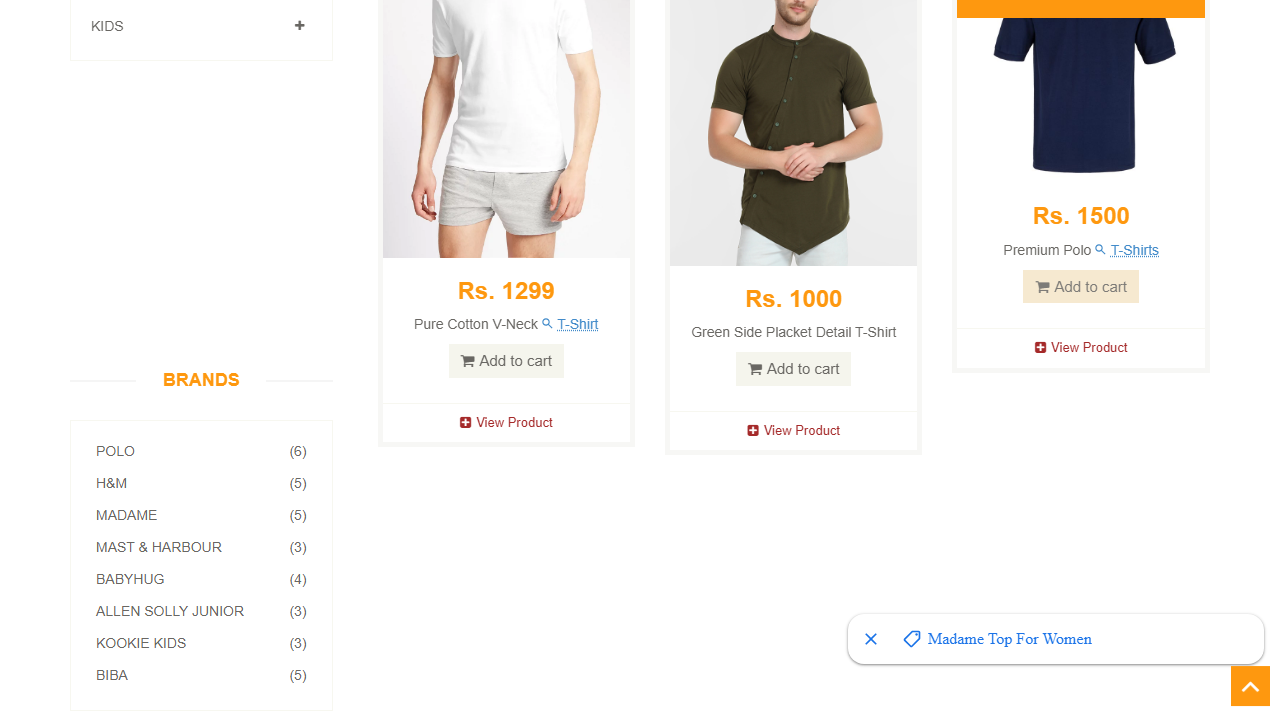 KIDS
BRANDS
POLO (6)
H&M (5)
MADAME (5)
MAST & HARBOUR (3)
BABYHUG (4)
ALLEN SOLLY JUNIOR (3)
KOOKIE KIDS (3)
BIBA (5)
Rs. 1299
Pure Cotton V-Neck T-Shirt
Add to cart
View Product
Rs. 1000
Green Side Placket Detail T-Shirt
Add to cart
View Product
Rs. 1500
Premium Polo T-Shirts
Add to cart
View Product
Madame Top For Women